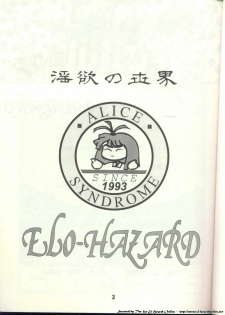 淫欲の世界
ALICE
SINCE
1993
SYNDROME
ELO-HAZARD
3